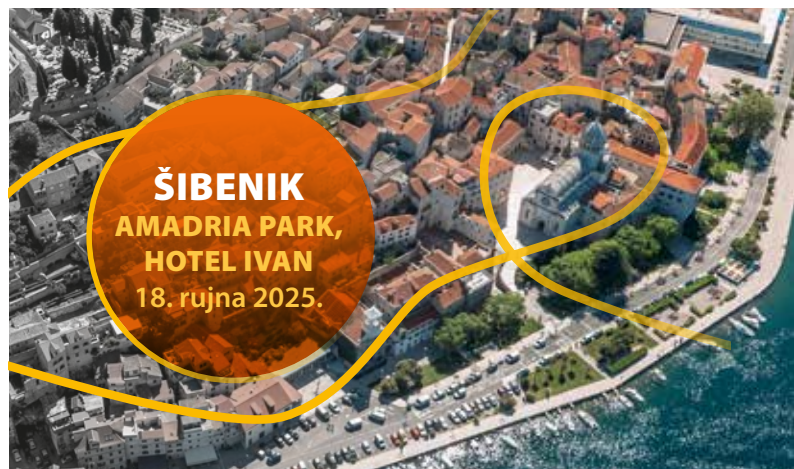 ŠIBENIK
AMADRIA PARK,
HOTEL IVAN
18. rujna 2025.